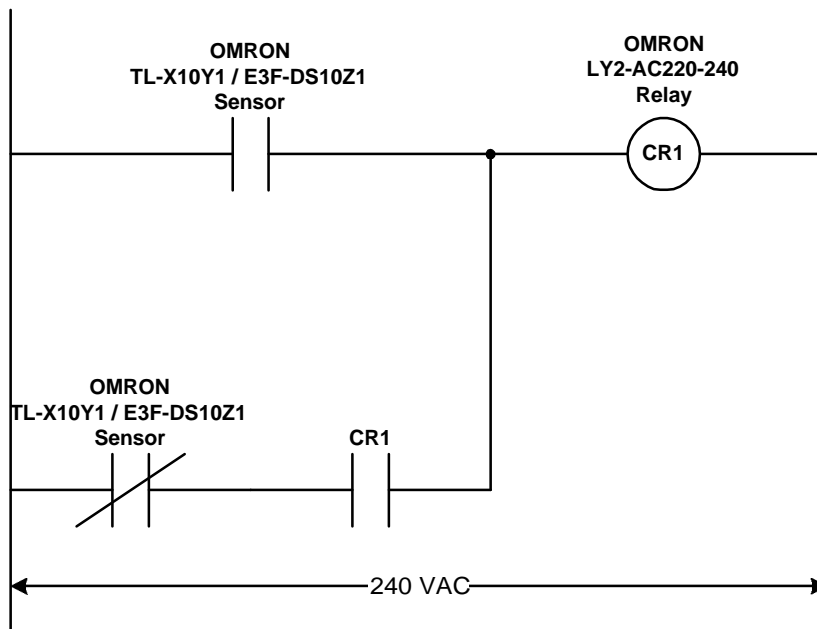 OMRON
TL-X10Y1 / E3F-DS10Z1
Sensor
OMRON
LY2-AC220-240
Relay
CR1
OMRON
TL-X10Y1 / E3F-DS10Z1
Sensor
CR1
240 VAC